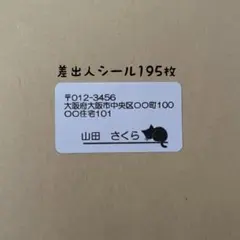 差出人シール195枚
〒012-3456
大阪府大阪市中央区〇〇町100
〇〇住宅101
山田 さくら